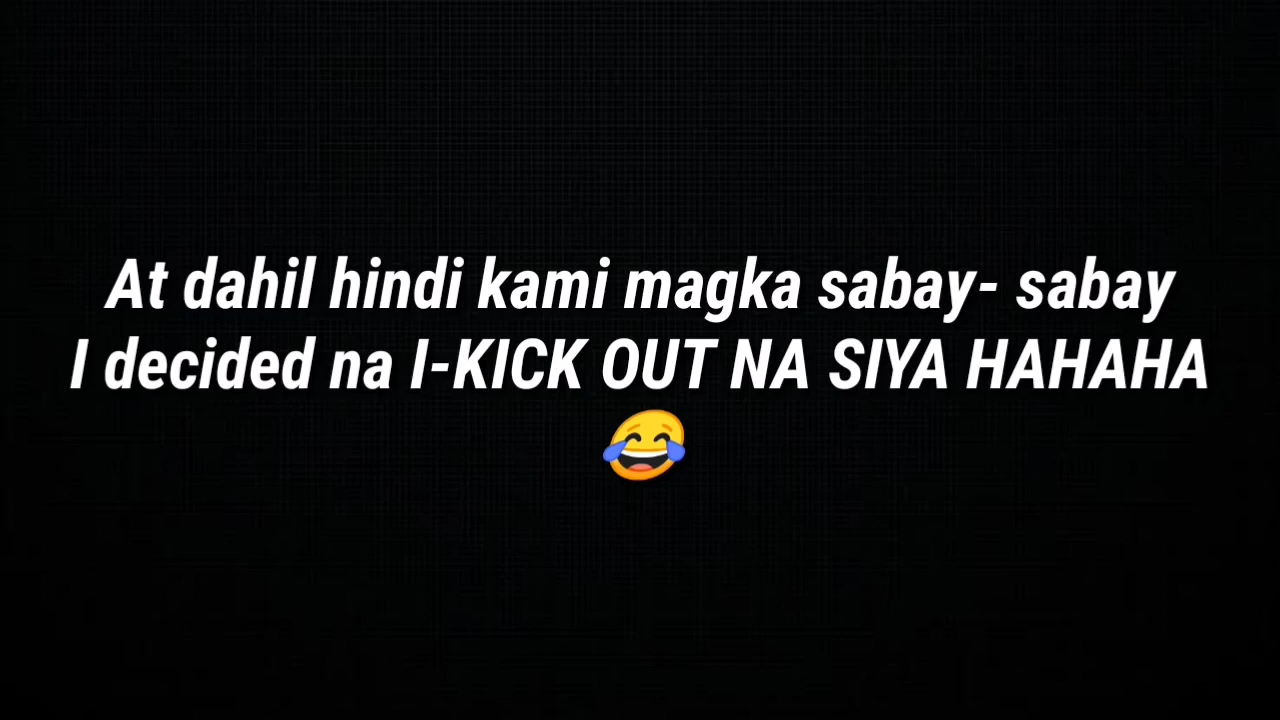 At dahil hindi kami magka sabay- sabay
I decided na I-KICK OUT NA SIYA HAHAHA
😂